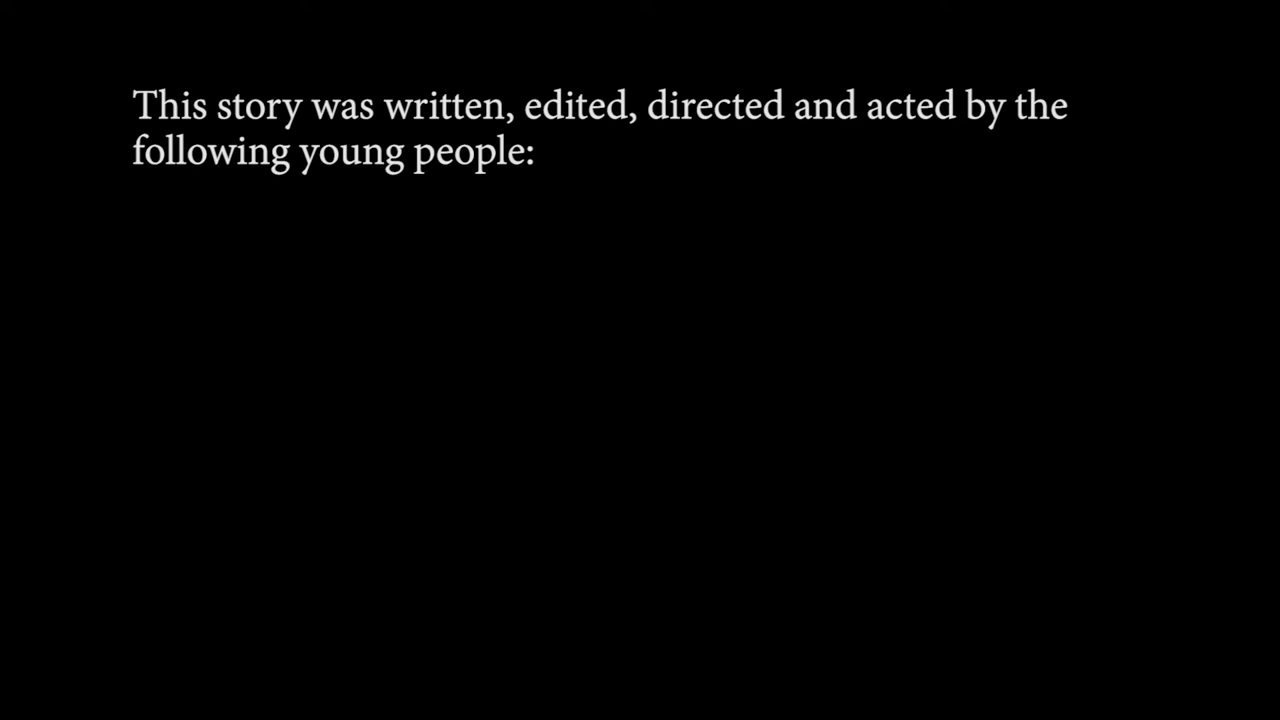 This story was written, edited, directed and acted by the
following young people: